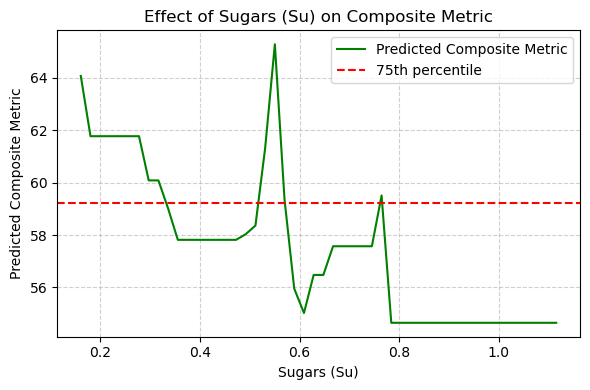 Effect of Sugars (Su) on Composite Metric
Predicted Composite Metric
75th percentile
Predicted Composite Metric
64
62
60
58
56
0.2 0.4 0.6 0.8 1.0
Sugars (Su)